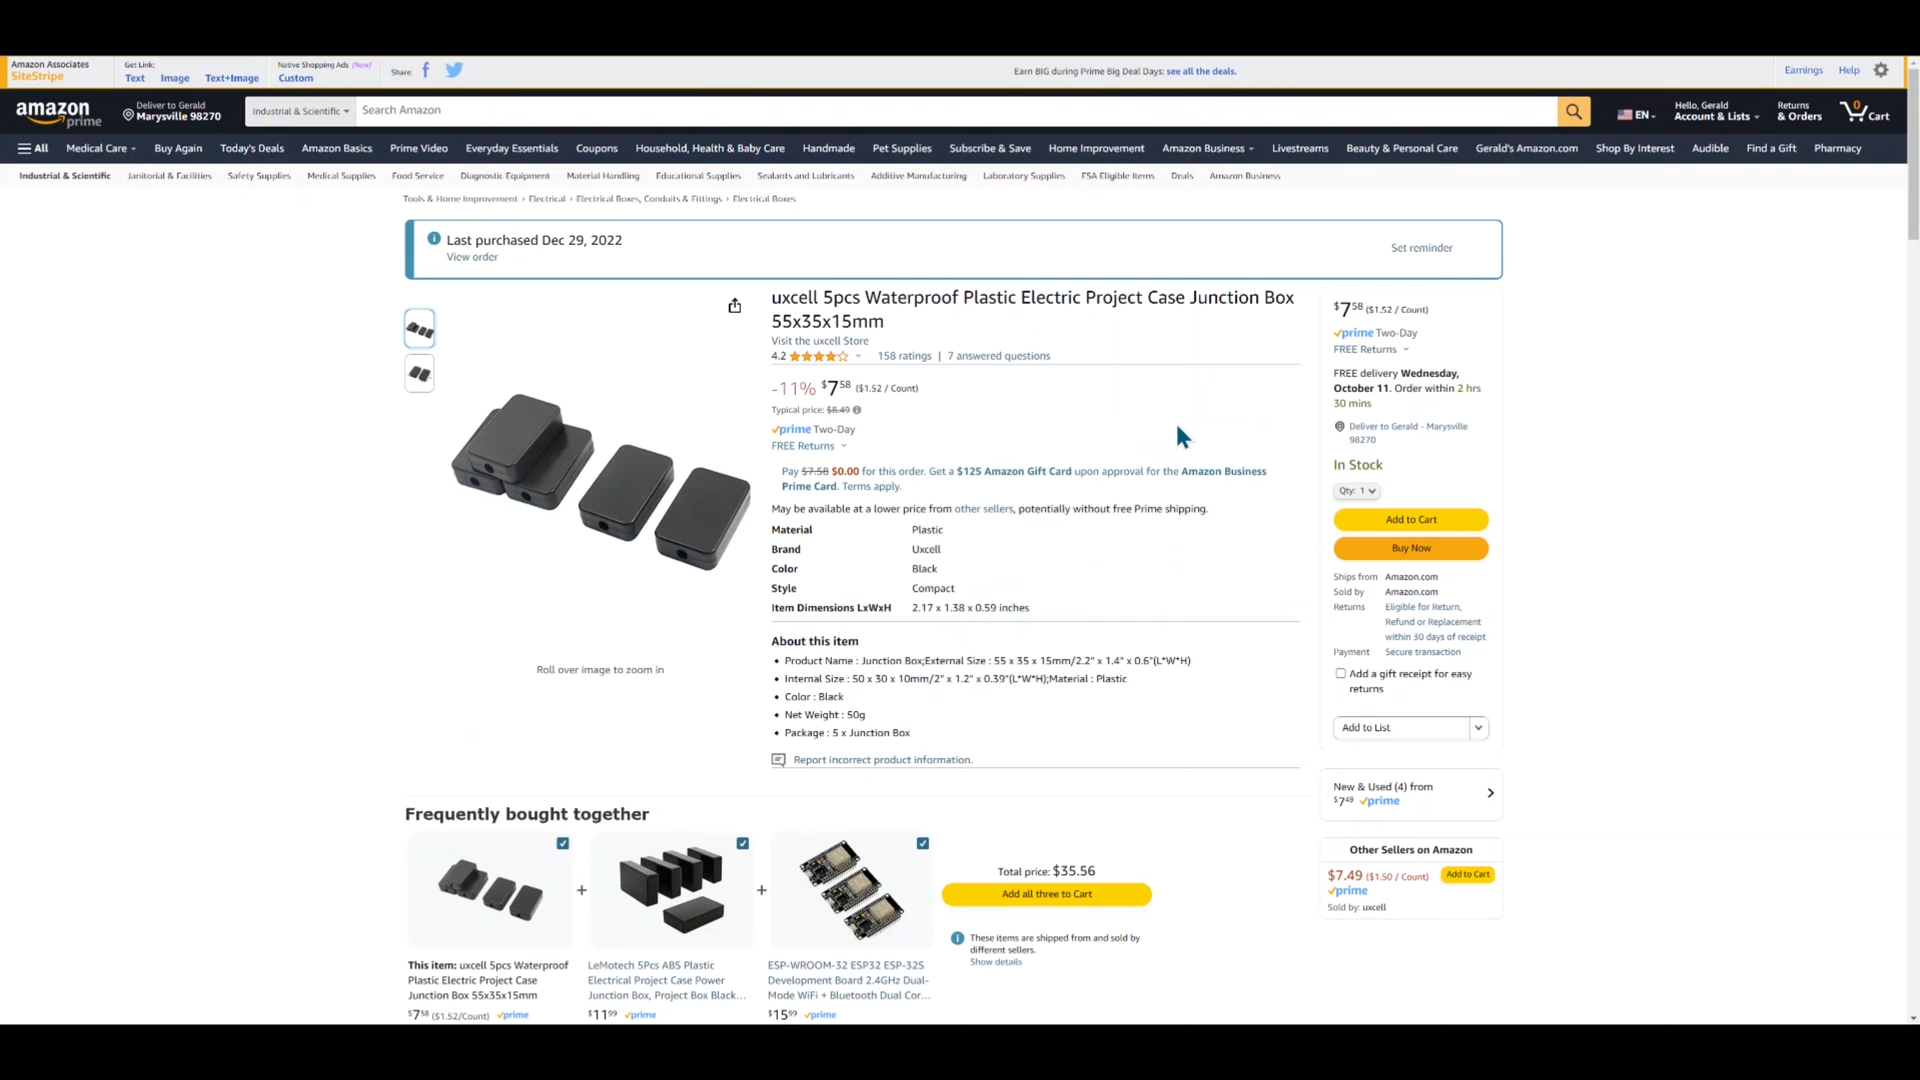 Amazon Associates
SiteStripe
Get Link:
Text Image Text+Image
Native Shopping Ads (New)
Custom
Share:
Earn BIG during Prime Big Deal Days: see all the deals.
Earnings Help
amazon prime
Deliver to Gerald
Marysville 98270
Industrial & Scientific
Search Amazon
EN
Hello, Gerald
Account & Lists
Returns
& Orders
0
Cart
All Medical Care Buy Again Today's Deals Amazon Basics Prime Video Everyday Essentials Coupons Household, Health & Baby Care Handmade Pet Supplies Subscribe & Save Home Improvement Amazon Business Livestreams Beauty & Personal Care Gerald's Amazon.com Shop By Interest Audible Find a Gift Pharmacy
Industrial & Scientific Janitorial & Facilities Safety Supplies Medical Supplies Food Service Diagnostic Equipment Material Handling Educational Supplies Sealants and Lubricants Additive Manufacturing Laboratory Supplies FSA Eligible Items Deals Amazon Business
Tools & Home Improvement › Electrical › Electrical Boxes, Conduits & Fittings › Electrical Boxes
Last purchased Dec 29, 2022
View order
Set reminder
Roll over image to zoom in
uxcell 5pcs Waterproof Plastic Electric Project Case Junction Box
55x35x15mm
Visit the uxcell Store
4.2 158 ratings | 7 answered questions
-11% $7 58 ($1.52 / Count)
Typical price: $8.49
prime Two-Day
FREE Returns
Pay $7.58 $0.00 for this order. Get a $125 Amazon Gift Card upon approval for the Amazon Business
Prime Card. Terms apply.
May be available at a lower price from other sellers, potentially without free Prime shipping.
Material Plastic
Brand Uxcell
Color Black
Style Compact
Item Dimensions LxWxH 2.17 x 1.38 x 0.59 inches
About this item
• Product Name : Junction Box;External Size : 55 x 35 x 15mm/2.2" x 1.4" x 0.6"(L*W*H)
• Internal Size : 50 x 30 x 10mm/2" x 1.2" x 0.39"(L*W*H);Material : Plastic
• Color : Black
• Net Weight : 50g
• Package : 5 x Junction Box
Report incorrect product information.
$7 58 ($1.52 / Count)
prime Two-Day
FREE Returns
FREE delivery Wednesday,
October 11. Order within 2 hrs
30 mins
Deliver to Gerald - Marysville
98270
In Stock
Qty: 1
Add to Cart
Buy Now
Ships from Amazon.com
Sold by Amazon.com
Returns Eligible for Return,
Refund or Replacement
within 30 days of receipt
Payment Secure transaction
Add a gift receipt for easy
returns
Add to List
New & Used (4) from
$7 49 prime
Other Sellers on Amazon
$7.49 ($1.50 / Count) Add to Cart
prime
Sold by: uxcell
Frequently bought together
+
+
This item: uxcell 5pcs Waterproof
Plastic Electric Project Case
Junction Box 55x35x15mm
$7 58 ($1.52/Count) prime
LeMotech 5Pcs ABS Plastic
Electrical Project Case Power
Junction Box, Project Box Black...
$11 99 prime
ESP-WROOM-32 ESP32 ESP-32S
Development Board 2.4GHz Dual-
Mode WiFi + Bluetooth Dual Cor...
$15 99 prime
Total price: $35.56
Add all three to Cart
These items are shipped from and sold by
different sellers.
Show details